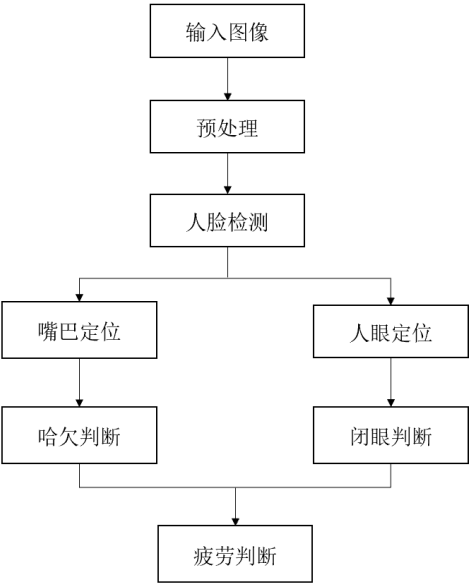 输入图像
预处理
人脸检测
嘴巴定位
人眼定位
哈欠判断
闭眼判断
疲劳判断